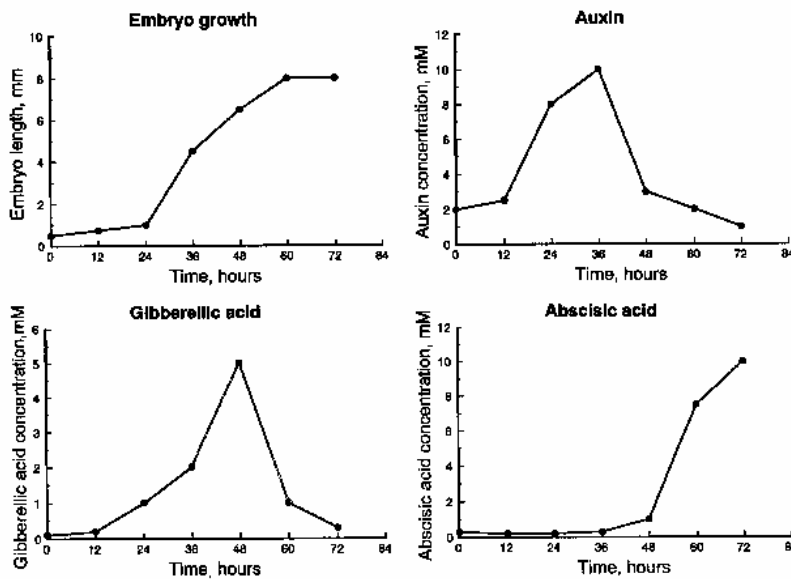 Embryo growth
Embryo length, mm
10
8
6
4
2
0
0 12 24 36 48 60 72 84
Time, hours
Auxin
Auxin concentration, mM
12
10
8
6
4
2
0
0 12 24 36 48 60 72 84
Time, hours
Gibberellic acid
Gibberellic acid concentration,mM
6
5
4
3
2
1
0
0 12 24 36 48 60 72 84
Time, hours
Abscisic acid
Abscisic acid concentration, mM
12
10
8
6
4
2
0
0 12 24 36 48 60 72 84
Time, hours